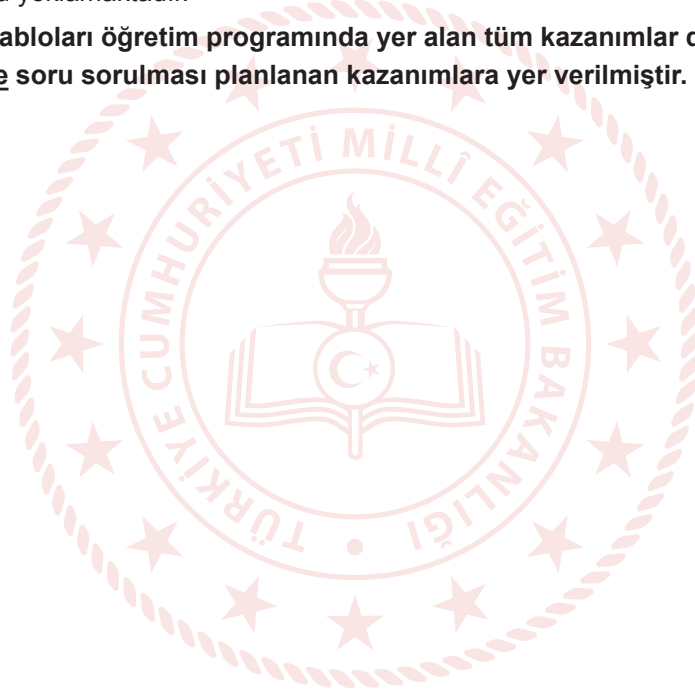 yoklamaktadır.
abloları öğretim programında yer alan tüm kazanımlar
e soru sorulması planlanan kazanımlara yer verilmiştir.
TÜRKİYE CUMHURİYETİ MİLLÎ EĞİTİM BAKANLIĞI